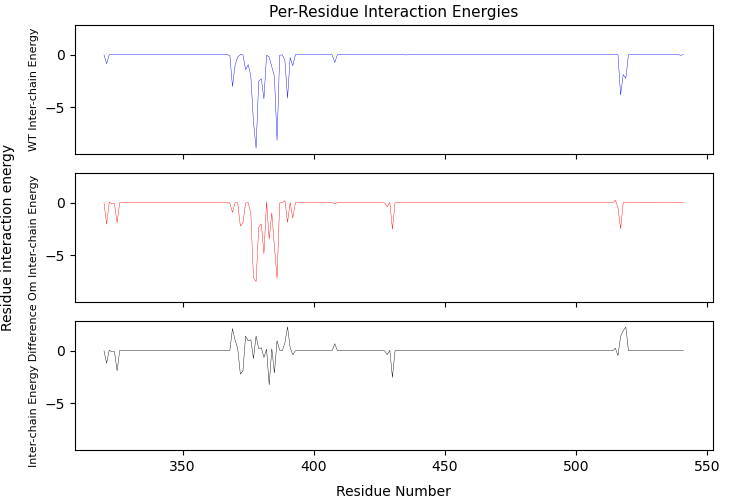 Per-Residue Interaction Energies
Residue interaction energy
WT Inter-chain Energy
0
−5
Om Inter-chain Energy
0
−5
Inter-chain Energy Difference
0
−5
350
400
450
500
550
Residue Number